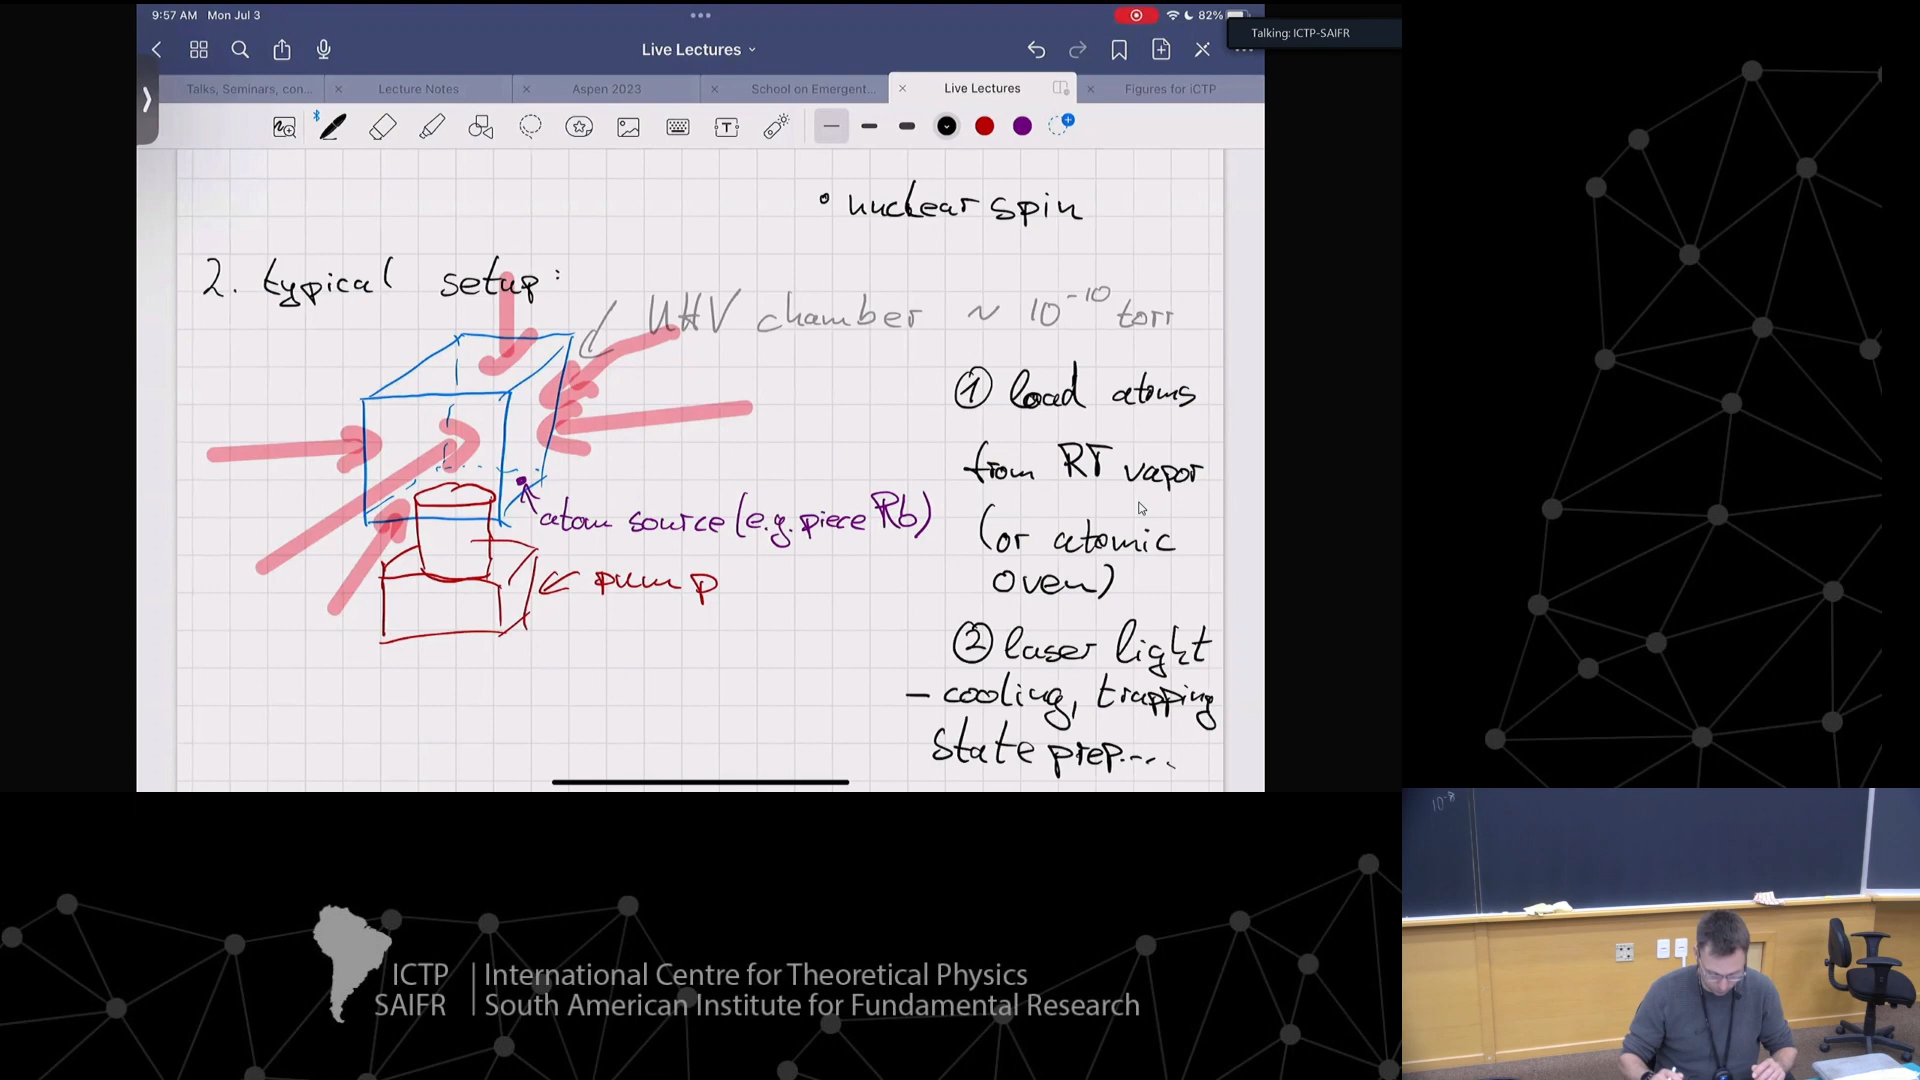 9:57 AM Mon Jul 3
82%
Talking: ICTP-SAIFR
Live Lectures
Talks, Seminars, con...
Lecture Notes
Aspen 2023
School on Emergent...
Live Lectures
Figures for iCTP
• nuclear spin
2. typical setup:
UHV chamber ~ 10^-10 torr
① load atoms
from RT vapor
(or atomic
oven)
atom source (e.g. piece Rb)
pump
② laser light
– cooling, trapping
state prep....
10^-8
ICTP
SAIFR
International Centre for Theoretical Physics
South American Institute for Fundamental Research